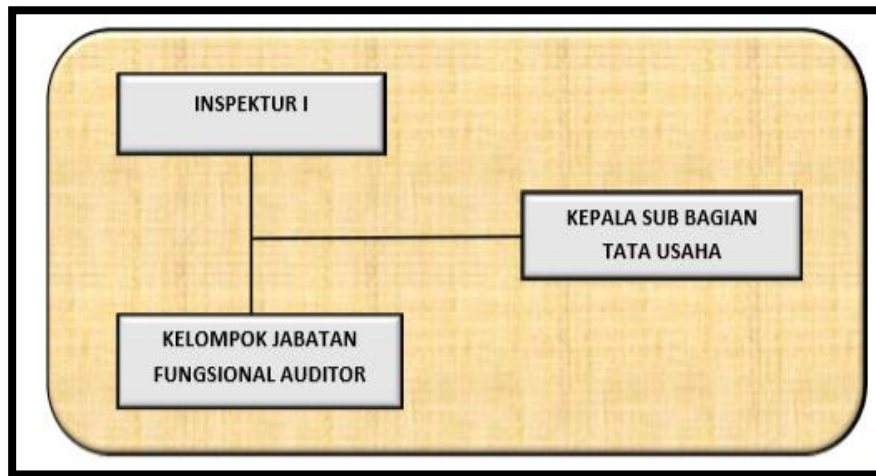 INSPEKTUR I
KEPALA SUB BAGIAN
TATA USAHA
KELOMPOK JABATAN
FUNGSIONAL AUDITOR